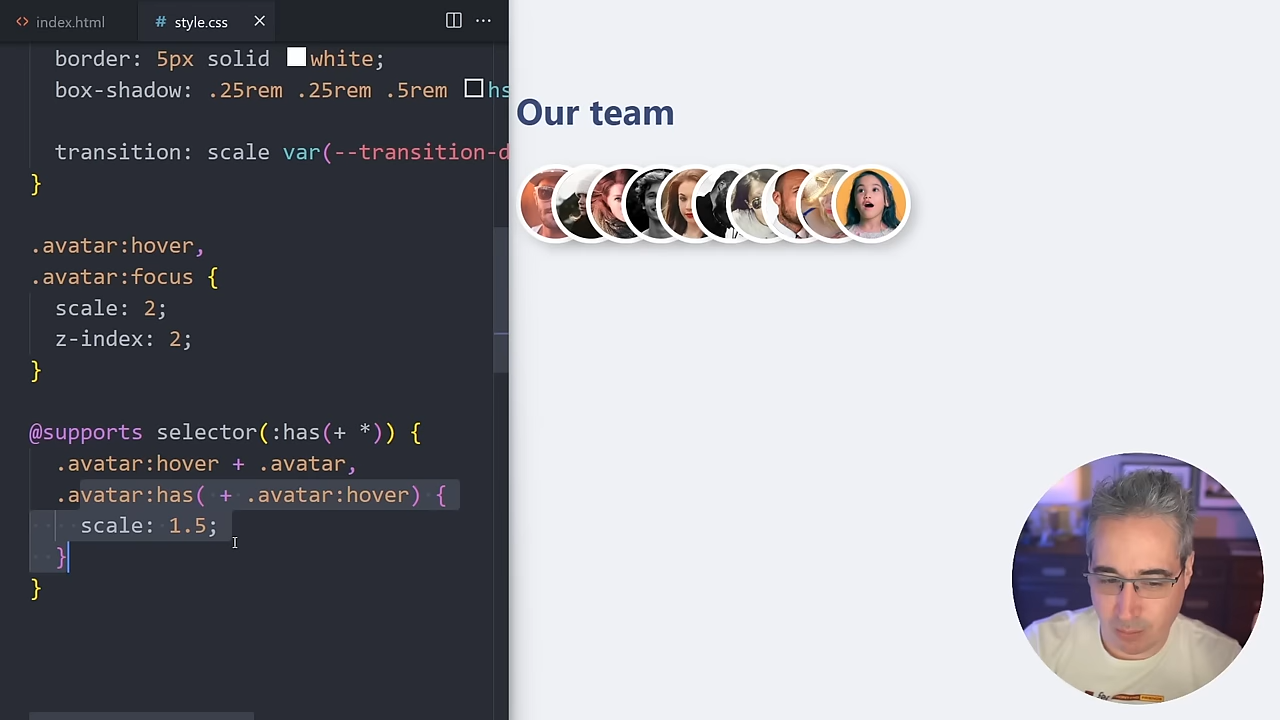 index.html
style.css
border: 5px solid white;
box-shadow: .25rem .25rem .5rem hs
transition: scale var(--transition-d
}
.avatar:hover,
.avatar:focus {
scale: 2;
z-index: 2;
}
@supports selector(:has(+ *)) {
.avatar:hover + .avatar,
.avatar:has( + .avatar:hover) {
scale: 1.5;
}
}
Our team